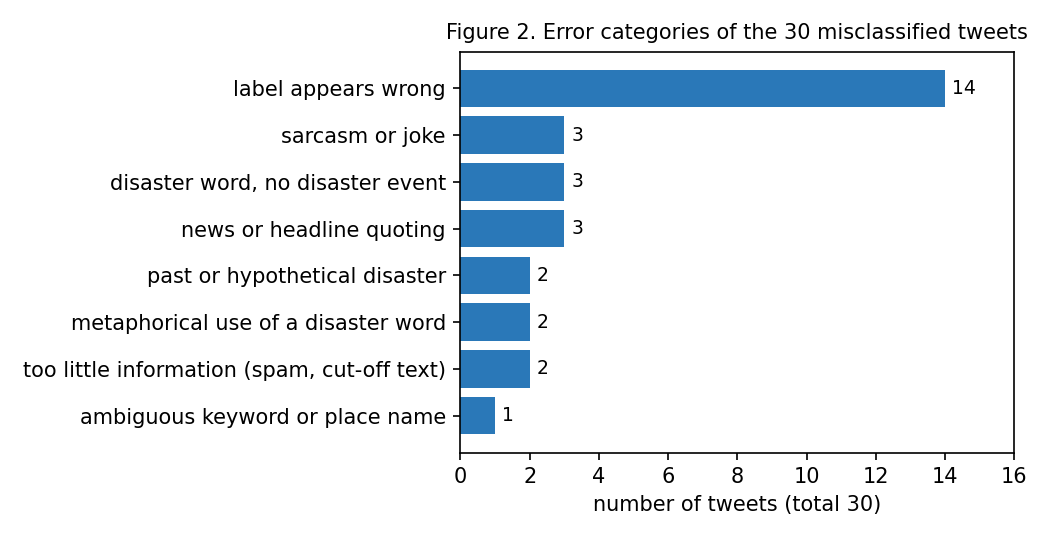 Figure 2. Error categories of the 30 misclassified tweets
label appears wrong 14
sarcasm or joke 3
disaster word, no disaster event 3
news or headline quoting 3
past or hypothetical disaster 2
metaphorical use of a disaster word 2
too little information (spam, cut-off text) 2
ambiguous keyword or place name 1
0 2 4 6 8 10 12 14 16
number of tweets (total 30)